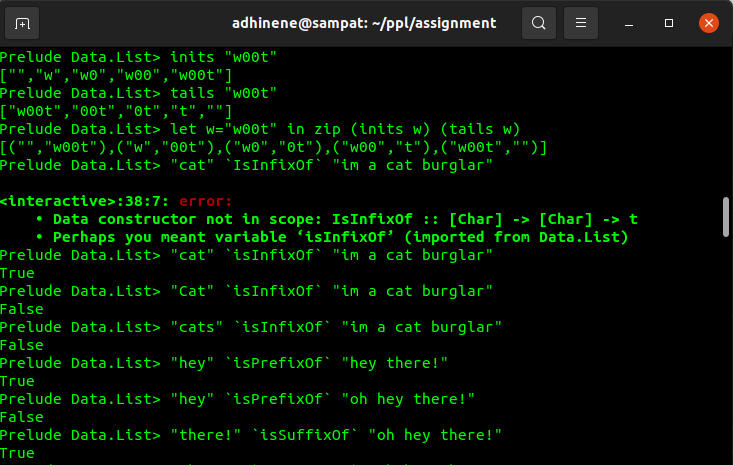 adhinene@sampat: ~/ppl/assignment
Prelude Data.List> inits "w00t"
["","w","w0","w00","w00t"]
Prelude Data.List> tails "w00t"
["w00t","00t","0t","t",""]
Prelude Data.List> let w="w00t" in zip (inits w) (tails w)
[("","w00t"),("w","00t"),("w0","0t"),("w00","t"),("w00t","")]
Prelude Data.List> "cat" `IsInfixOf` "im a cat burglar"
<interactive>:38:7: error:
• Data constructor not in scope: IsInfixOf :: [Char] -> [Char] -> t
• Perhaps you meant variable ‘isInfixOf’ (imported from Data.List)
Prelude Data.List> "cat" `isInfixOf` "im a cat burglar"
True
Prelude Data.List> "Cat" `isInfixOf` "im a cat burglar"
False
Prelude Data.List> "cats" `isInfixOf` "im a cat burglar"
False
Prelude Data.List> "hey" `isPrefixOf` "hey there!"
True
Prelude Data.List> "hey" `isPrefixOf` "oh hey there!"
False
Prelude Data.List> "there!" `isSuffixOf` "oh hey there!"
True